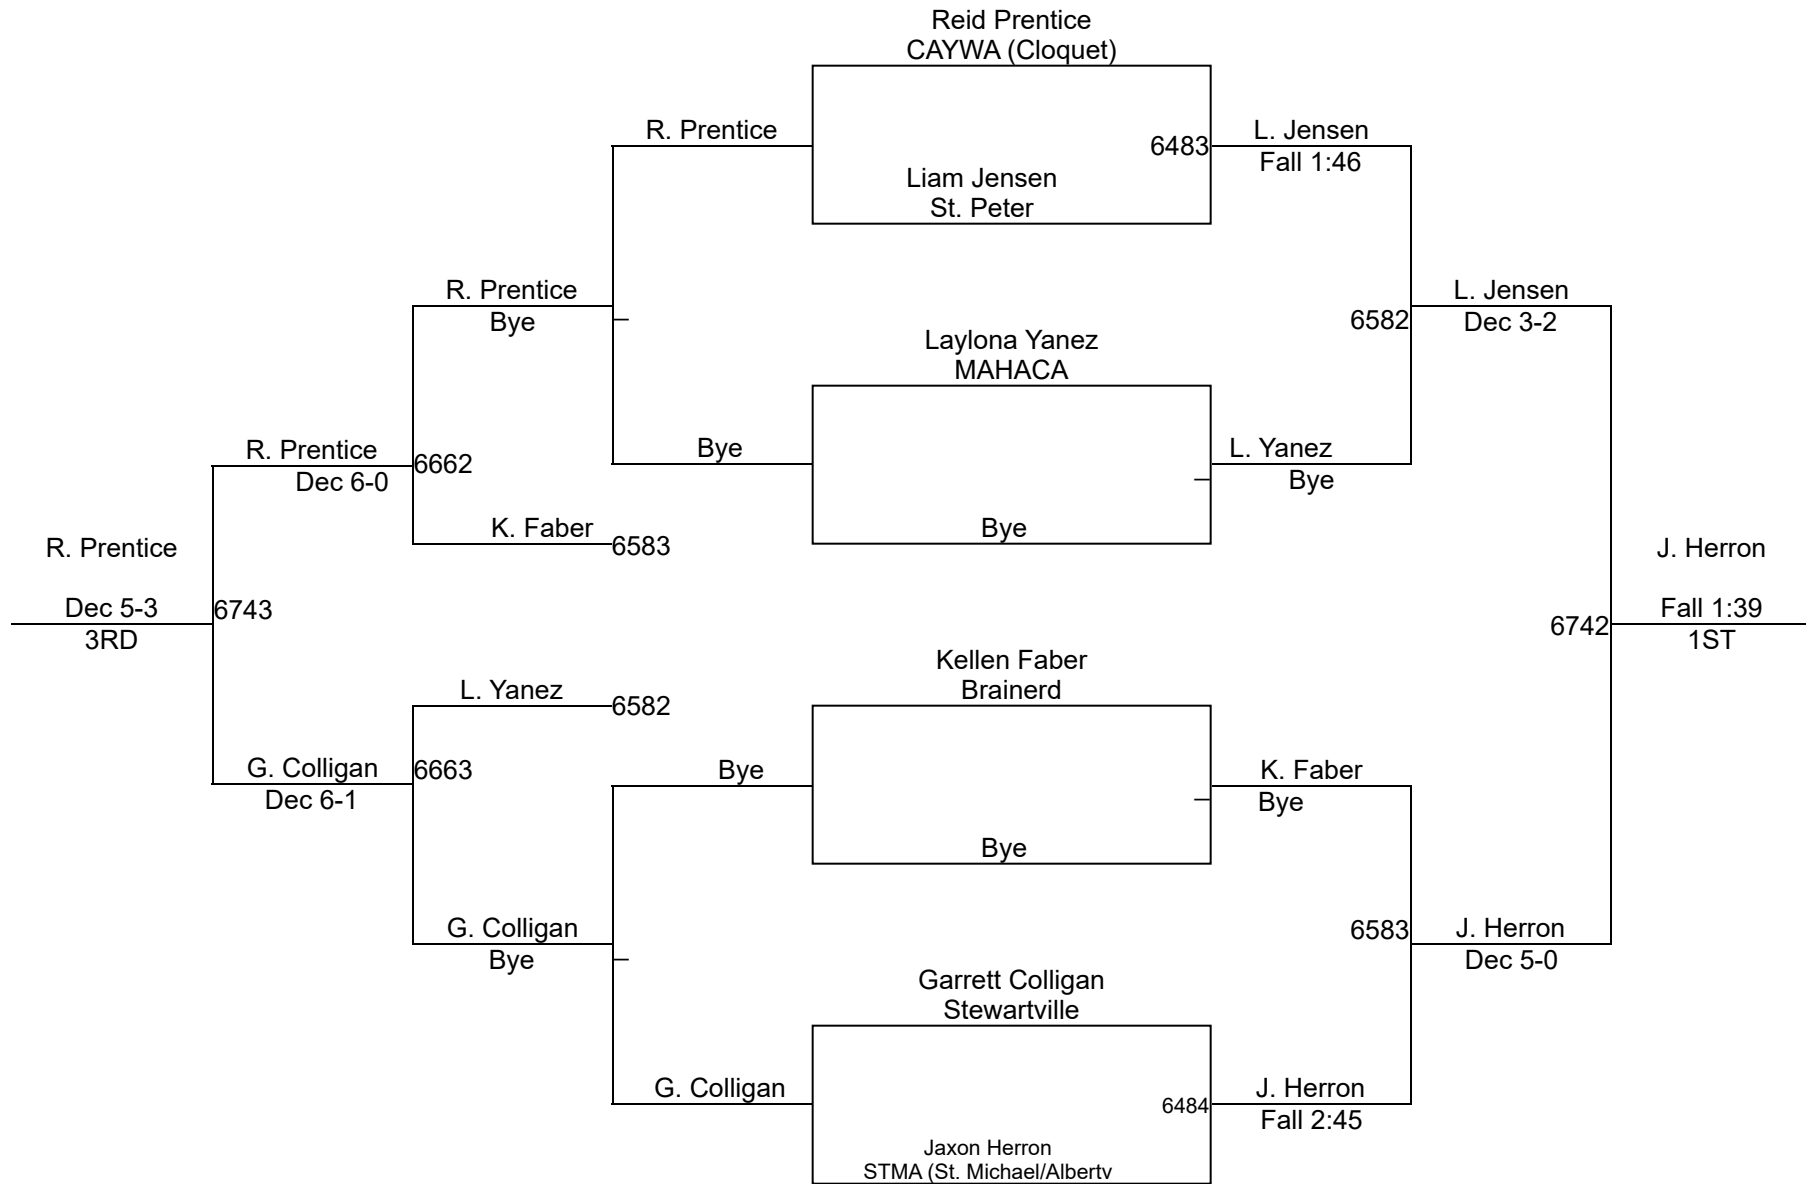 Reid Prentice
CAYWA (Cloquet)
R. Prentice
6483
L. Jensen
Fall 1:46
Liam Jensen
St. Peter
R. Prentice
Bye
6582
L. Jensen
Dec 3-2
Laylona Yanez
MAHACA
R. Prentice
Dec 6-0
6662
Bye
L. Yanez
Bye
K. Faber
6583
Bye
R. Prentice
Dec 5-3
3RD
6743
6742
J. Herron
Fall 1:39
1ST
Kellen Faber
Brainerd
L. Yanez
6582
G. Colligan
Dec 6-1
6663
Bye
K. Faber
Bye
Bye
G. Colligan
Bye
6583
J. Herron
Dec 5-0
Garrett Colligan
Stewartville
G. Colligan
6484
J. Herron
Fall 2:45
Jaxon Herron
STMA (St. Michael/Albertv